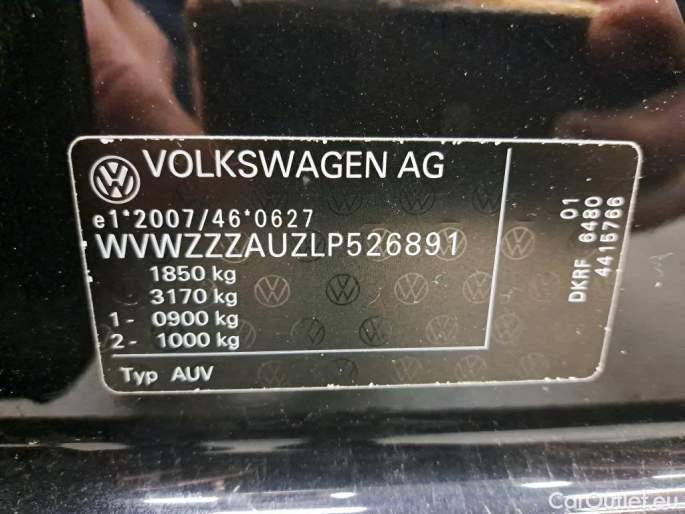 VOLKSWAGEN AG
e1*2007/46*0627
WVWZZZAUZLP526891
1850 kg
3170 kg
1- 0900 kg
2- 1000 kg
Typ AUV
01
DKRF 6480
4415766
CarOutlet.eu